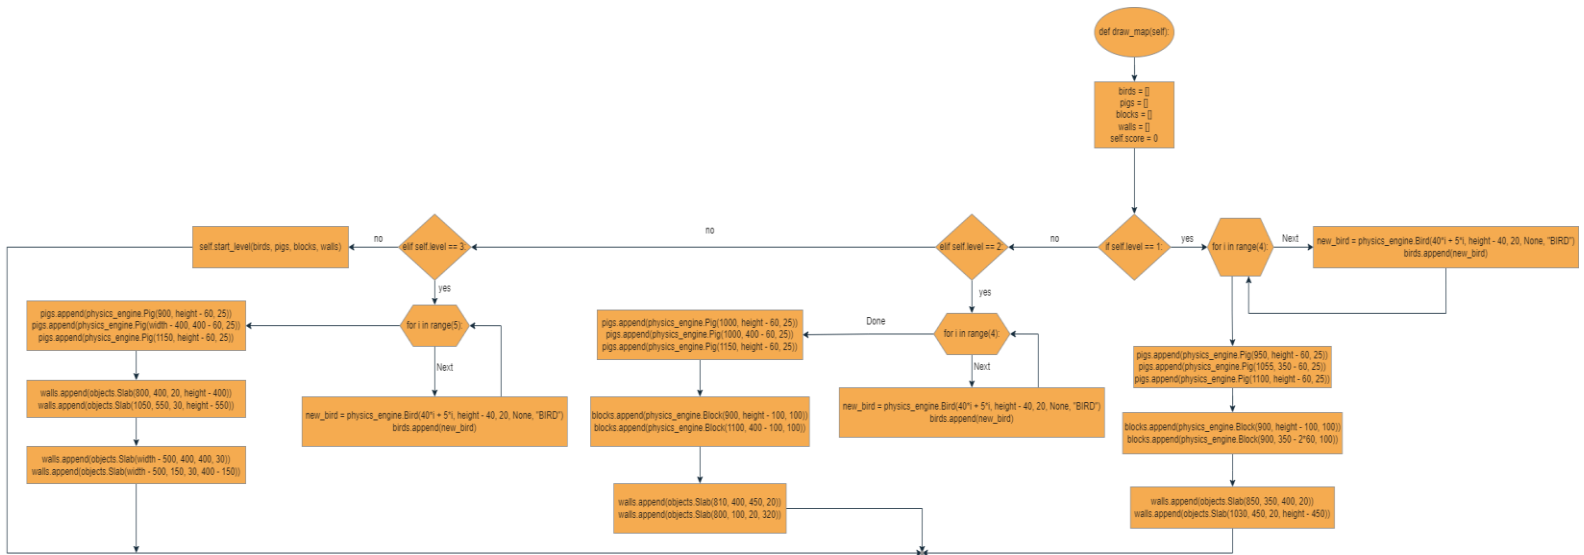 def draw_map(self):
birds = []
pigs = []
blocks = []
walls = []
self.score = 0
self.start_level(birds, pigs, blocks, walls)
no
elif self.level == 3:
no
elif self.level == 2:
no
if self.level == 1:
yes
for i in range(4):
Next
new_bird = physics_engine.Bird(40*i + 5*i, height - 40, 20, None, "BIRD")
birds.append(new_bird)
yes
pigs.append(physics_engine.Pig(900, height - 60, 25))
pigs.append(physics_engine.Pig(width - 400, 400 - 60, 25))
pigs.append(physics_engine.Pig(1150, height - 60, 25))
for i in range(5):
Next
new_bird = physics_engine.Bird(40*i + 5*i, height - 40, 20, None, "BIRD")
birds.append(new_bird)
walls.append(objects.Slab(800, 400, 20, height - 400))
walls.append(objects.Slab(1050, 550, 30, height - 550))
walls.append(objects.Slab(width - 500, 400, 400, 30))
walls.append(objects.Slab(width - 500, 150, 30, 400 - 150))
yes
pigs.append(physics_engine.Pig(1000, height - 60, 25))
pigs.append(physics_engine.Pig(1000, 400 - 60, 25))
pigs.append(physics_engine.Pig(1150, height - 60, 25))
Done
for i in range(4):
Next
new_bird = physics_engine.Bird(40*i + 5*i, height - 40, 20, None, "BIRD")
birds.append(new_bird)
blocks.append(physics_engine.Block(900, height - 100, 100))
blocks.append(physics_engine.Block(1100, 400 - 100, 100))
walls.append(objects.Slab(810, 400, 450, 20))
walls.append(objects.Slab(800, 100, 20, 320))
pigs.append(physics_engine.Pig(950, height - 60, 25))
pigs.append(physics_engine.Pig(1055, 350 - 60, 25))
pigs.append(physics_engine.Pig(1100, height - 60, 25))
blocks.append(physics_engine.Block(900, height - 100, 100))
blocks.append(physics_engine.Block(900, 350 - 2*60, 100))
walls.append(objects.Slab(850, 350, 400, 20))
walls.append(objects.Slab(1030, 450, 20, height - 450))